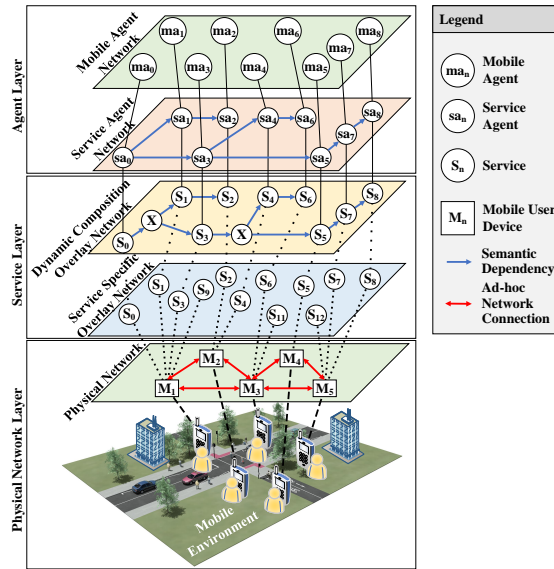 Agent Layer
Mobile Agent
Network
ma0
ma1
ma2
ma3
ma4
ma5
ma6
ma7
ma8
Service Agent
Network
sa0
sa1
sa2
sa3
sa4
sa5
sa6
sa7
sa8
Service Layer
Dynamic Composition
Overlay Network
S0
X
S1
S2
S3
X
S4
S6
S5
S7
S8
Service Specific
Overlay Network
S0
S1
S3
S9
S2
S4
S6
S11
S5
S12
S7
S8
Physical Network Layer
Physical Network
M1
M2
M3
M4
M5
Mobile
Environment
Legend
man
Mobile
Agent
san
Service
Agent
Sn
Service
Mn
Mobile User
Device
Semantic
Dependency
Ad-hoc
Network
Connection